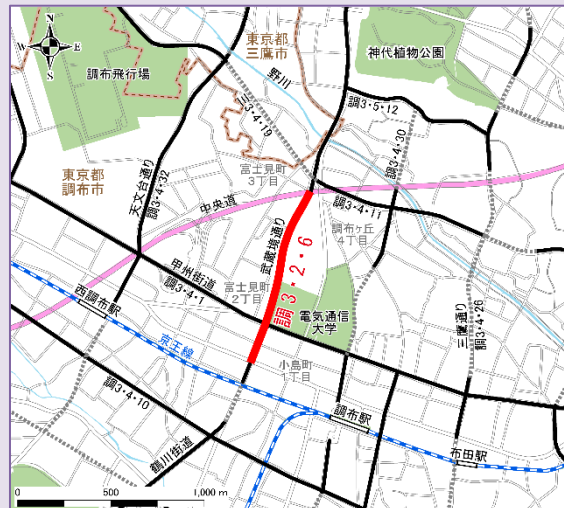 N
W
E
S
東京都
三鷹市
神代植物公園
調布飛行場
野川
三3・4・19
調3・5・12
調3・4・30
東京都
調布市
天文台通り
調3・4・32
富士見町
3丁目
中央道
武蔵境通り
調3・2・6
調3・4・11
調布ヶ丘
4丁目
甲州街道
調3・4・1
富士見町
2丁目
電気通信
大学
三鷹通り
調3・4・26
西調布駅
京王線
小島町
1丁目
調3・4・10
調布駅
布田駅
鶴川街道
0
500
1,000 m